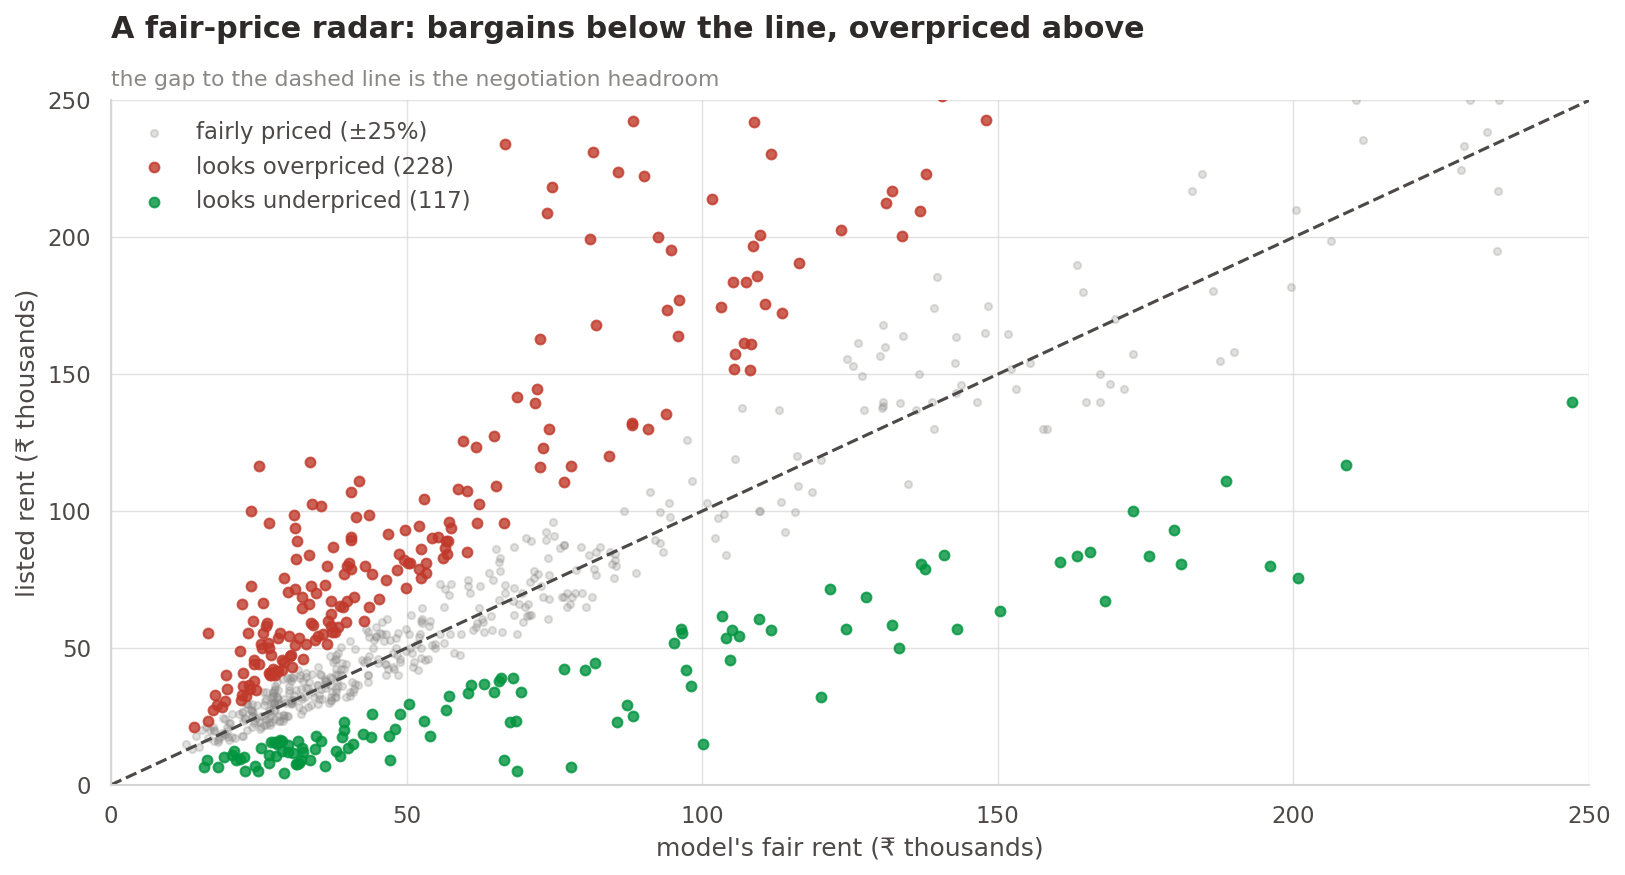 A fair-price radar: bargains below the line, overpriced above
the gap to the dashed line is the negotiation headroom
fairly priced (±25%)
looks overpriced (228)
looks underpriced (117)
listed rent (₹ thousands)
250
200
150
100
50
0
0 50 100 150 200 250
model's fair rent (₹ thousands)